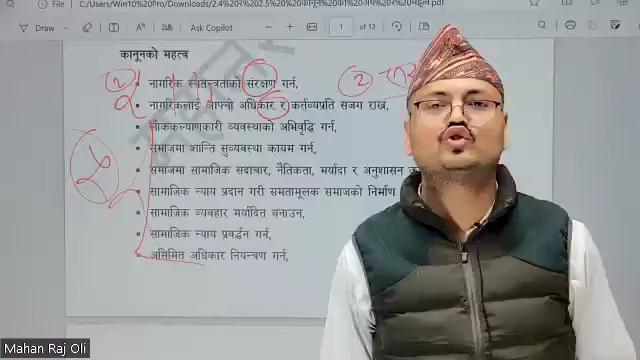 C:/Users/Win10%20Pro/Downloads/2.4%20र%202.5%20%20कानून%20को%20अर्थ%20र%20%20महत्व.pdf
Draw
Ask Copilot
1
of 12
कानूनको महत्व
नागरिक स्वतन्त्रताको संरक्षण गर्न,
नागरिकलाई आफ्नो अधिकार र कर्तव्यप्रति सजग राख्न,
लोककल्याणकारी व्यवस्थाको अभिवृद्धि गर्न,
समाजमा शान्ति सुव्यवस्था कायम गर्न,
समाजमा सामाजिक सदाचार, नैतिकता, मर्यादा र अनुशासन
सामाजिक न्याय प्रदान गरी समतामूलक समाजको निर्माण
सामाजिक व्यवहार मर्यादित बनाउन,
सामाजिक न्याय प्रवर्द्धन गर्न,
असिमित अधिकार नियन्त्रण गर्न,
Mahan Raj Oli